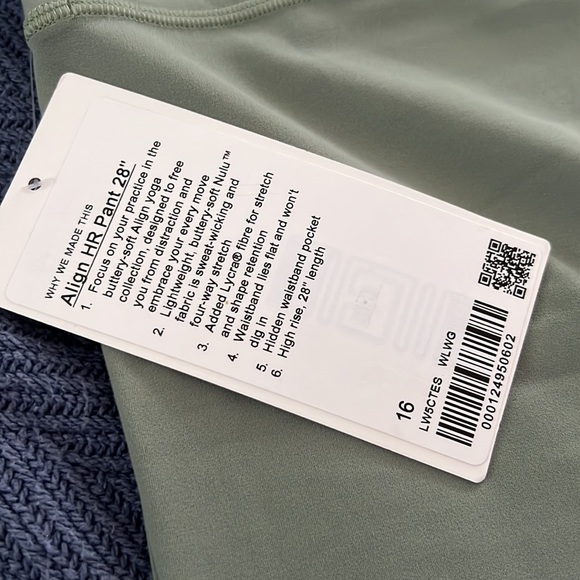 WHY WE MADE THIS
Align HR Pant 28"
1. Focus on your practice in the
buttery-soft Align yoga
collection, designed to free
you from distraction and
embrace your every move
2. Lightweight, buttery-soft Nulu™
fabric is sweat-wicking and
four-way stretch
3. Added Lycra® fibre for stretch
and shape retention
4. Waistband lies flat and won't
dig in
5. Hidden waistband pocket
6. High rise, 28" length
16
LW5CTES WLWG
000124950602